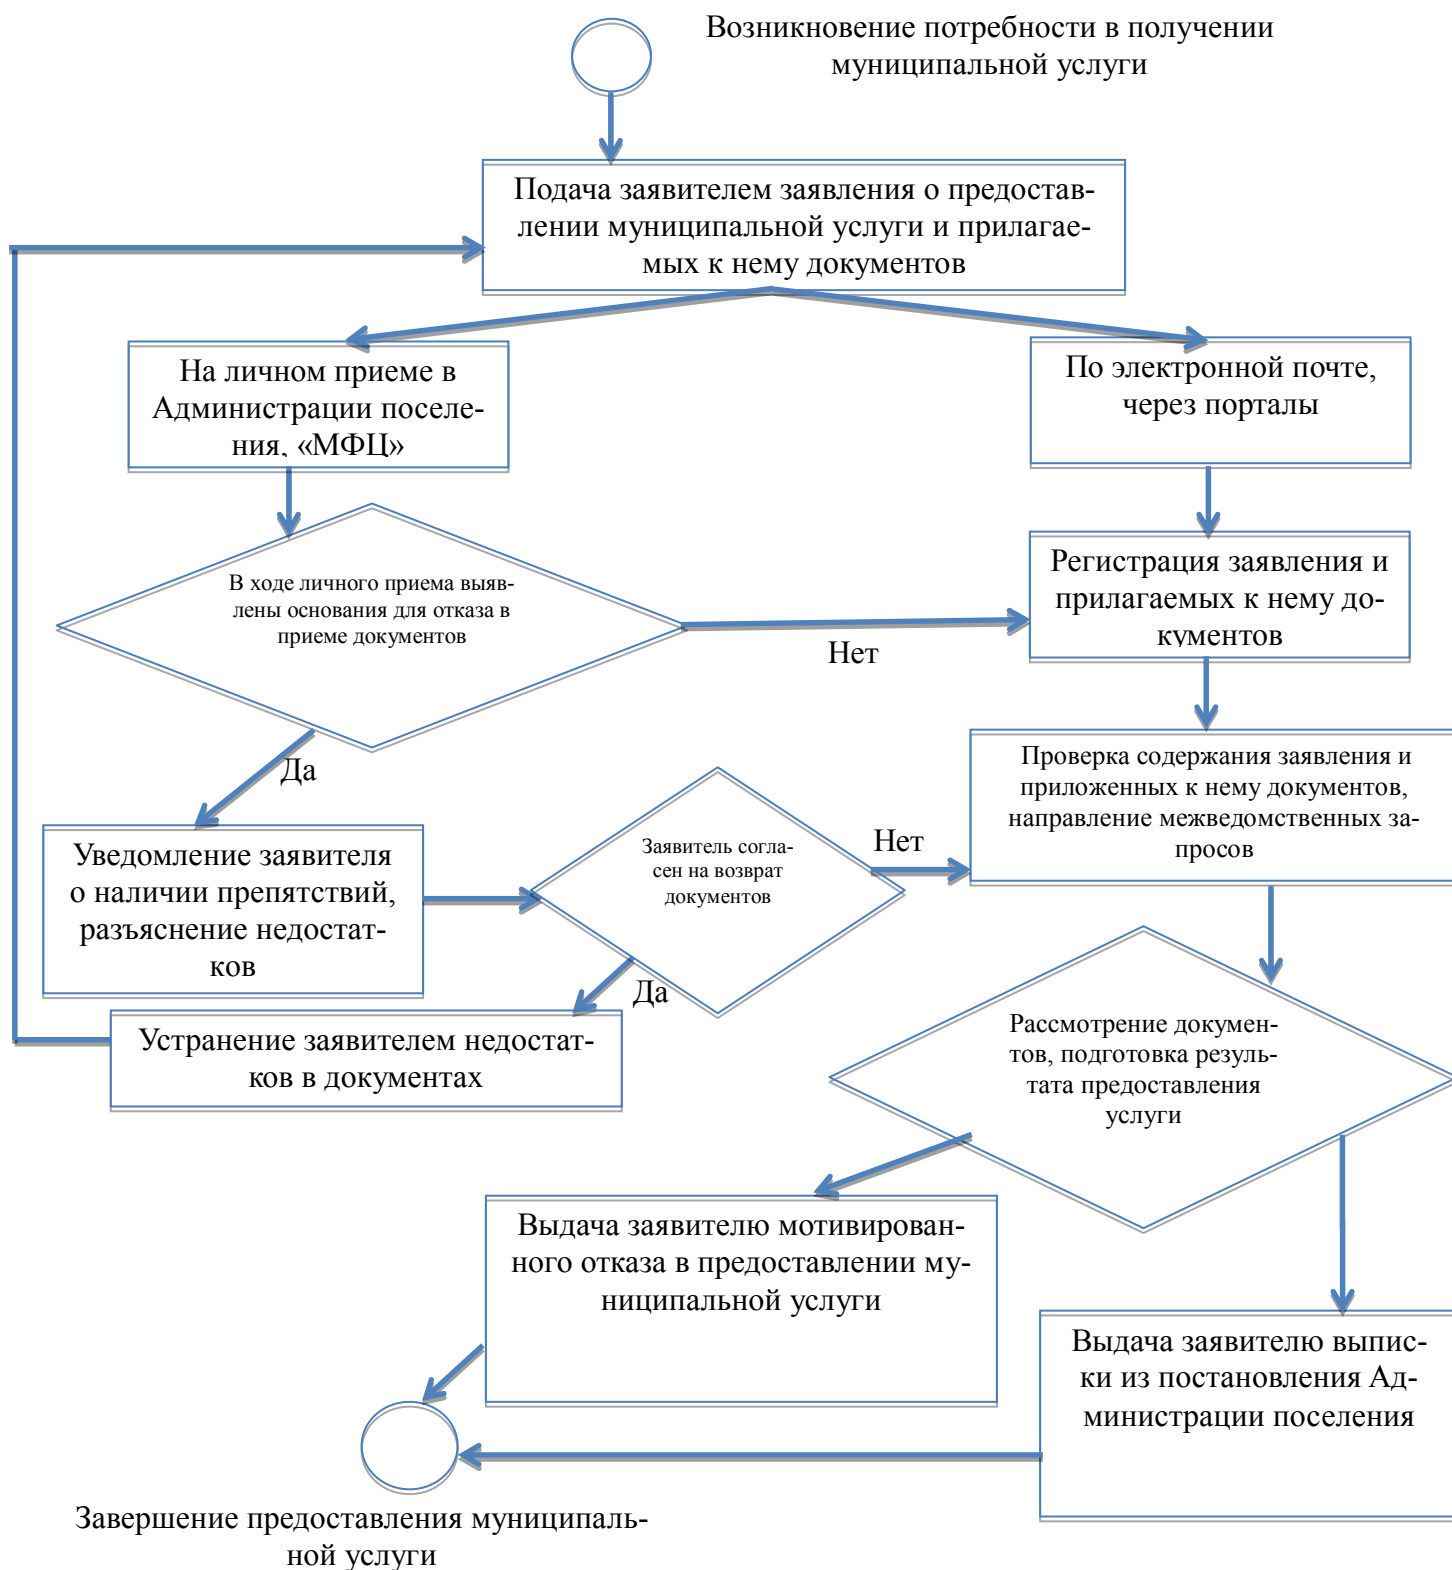 Возникновение потребности в получении
муниципальной услуги
Подача заявителем заявления о предостав-
лении муниципальной услуги и прилагае-
мых к нему документов
На личном приеме в
Администрации поселе-
ния, «МФЦ»
По электронной почте,
через порталы
В ходе личного приема выяв-
лены основания для отказа в
приеме документов
Нет
Регистрация заявления и
прилагаемых к нему до-
кументов
Да
Проверка содержания заявления и
приложенных к нему документов,
направление межведомственных за-
просов
Уведомление заявителя
о наличии препятствий,
разъяснение недостат-
ков
Заявитель согла-
сен на возврат
документов
Нет
Да
Устранение заявителем недостат-
ков в документах
Рассмотрение докумен-
тов, подготовка резуль-
тата предоставления
услуги
Выдача заявителю мотивирован-
ного отказа в предоставлении му-
ниципальной услуги
Выдача заявителю выпис-
ки из постановления Ад-
министрации поселения
Завершение предоставления муниципаль-
ной услуги